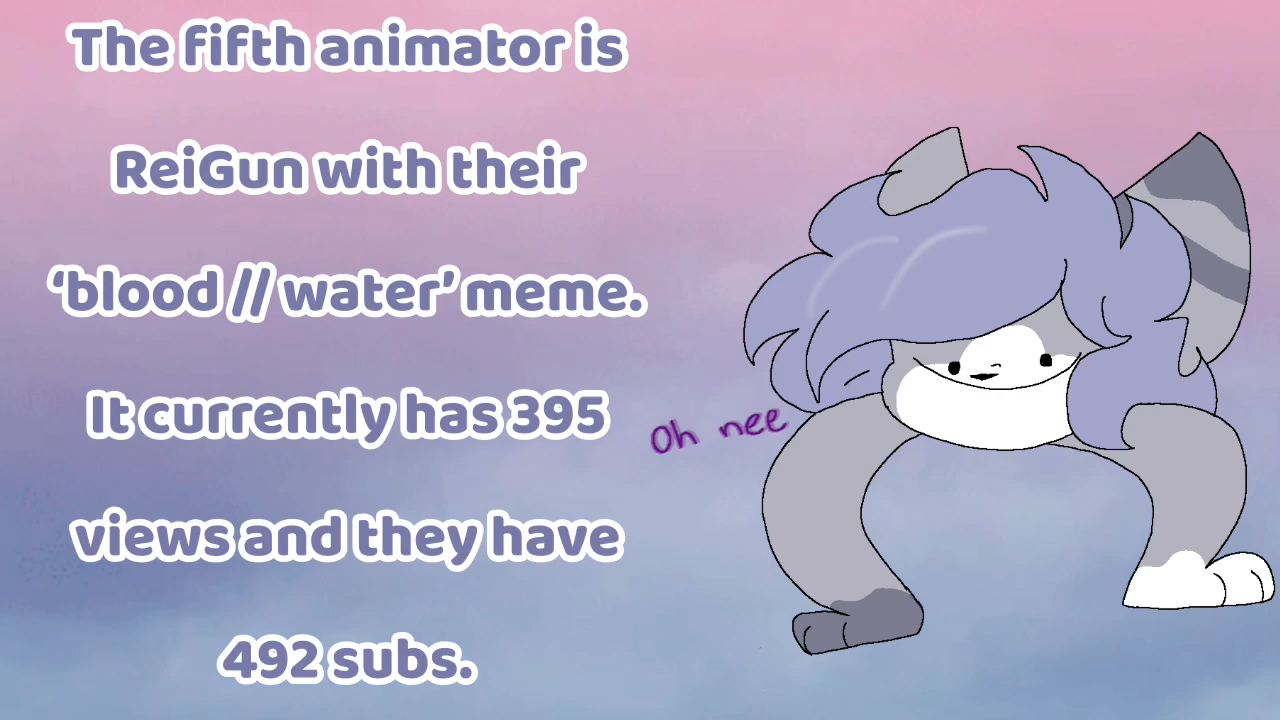 The fifth animator is
ReiGun with their
‘blood // water’ meme.
It currently has 395
views and they have
492 subs.
Oh nee